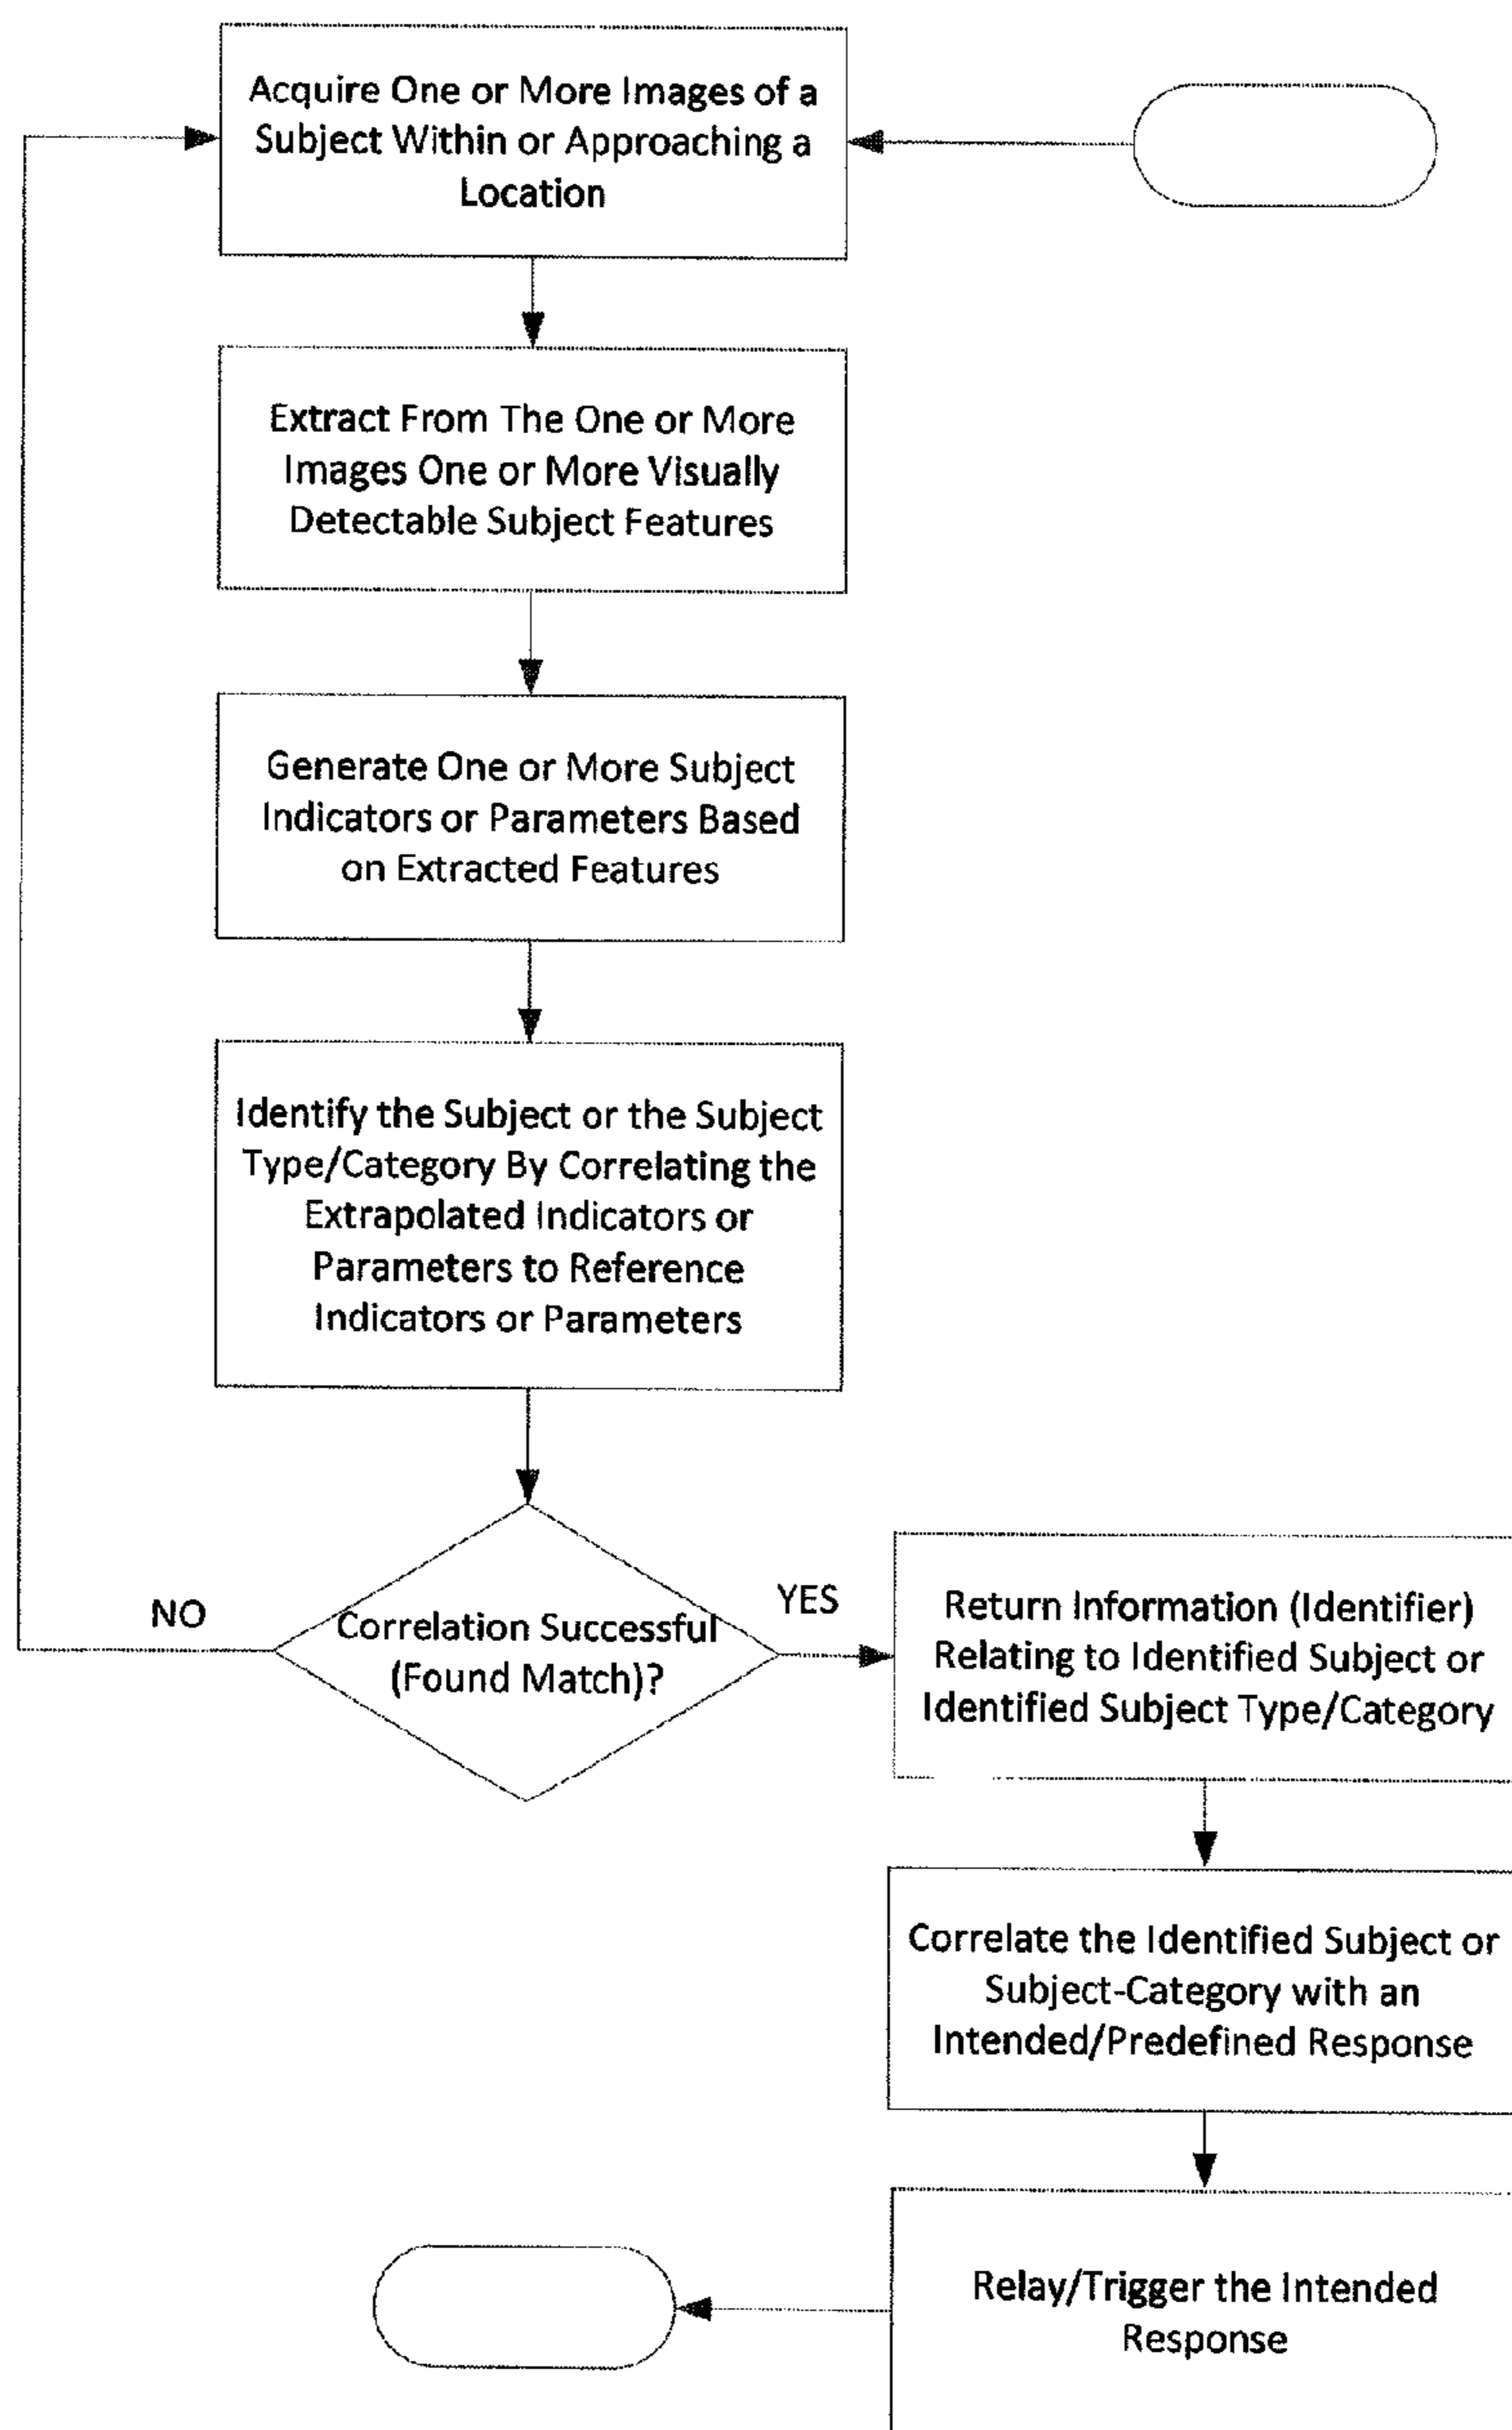 Acquire One or More Images of a
Subject Within or Approaching a
Location
Extract From The One or More
Images One or More Visually
Detectable Subject Features
Generate One or More Subject
Indicators or Parameters Based
on Extracted Features
Identify the Subject or the Subject
Type/Category By Correlating the
Extrapolated Indicators or
Parameters to Reference
Indicators or Parameters
NO
Correlation Successful
(Found Match)?
YES
Return Information (Identifier)
Relating to Identified Subject or
Identified Subject Type/Category
Correlate the Identified Subject or
Subject-Category with an
Intended/Predefined Response
Relay/Trigger the Intended
Response